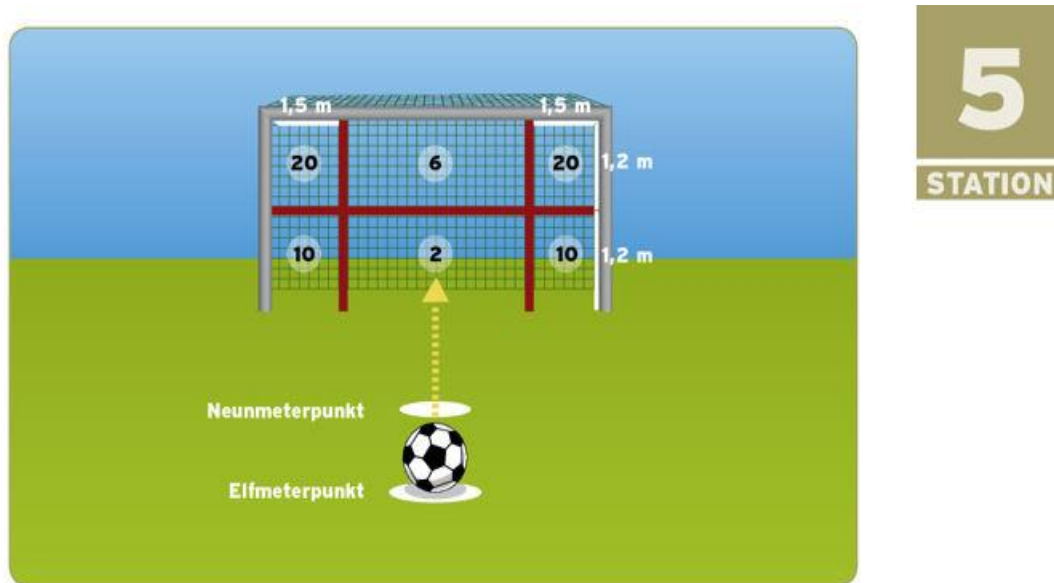 1,5 m 1,5 m
20 6 20 1,2 m
10 2 10 1,2 m
Neunmeterpunkt
Elfmeterpunkt
5
STATION